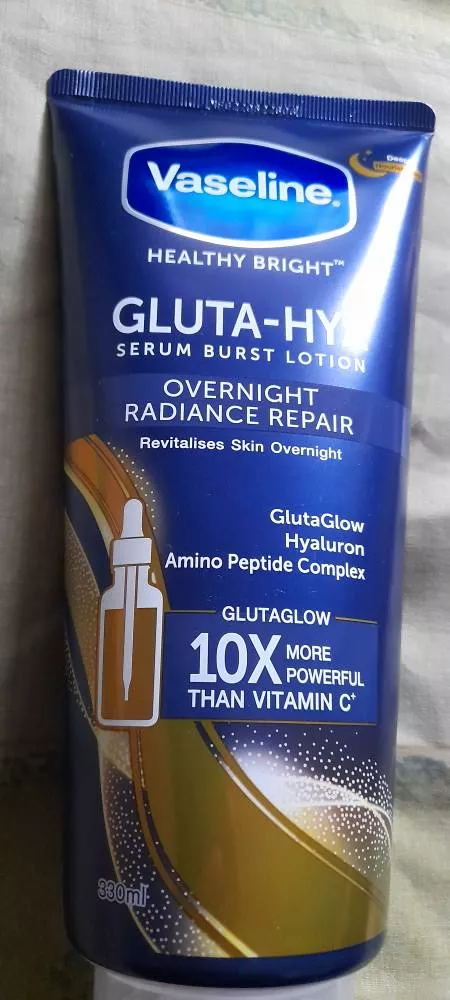 Vaseline®
HEALTHY BRIGHT™
GLUTA-HY
SERUM BURST LOTION
OVERNIGHT
RADIANCE REPAIR
Revitalises Skin Overnight
GlutaGlow
Hyaluron
Amino Peptide Complex
GLUTAGLOW
10X MORE
POWERFUL
THAN VITAMIN C⁺
330ml